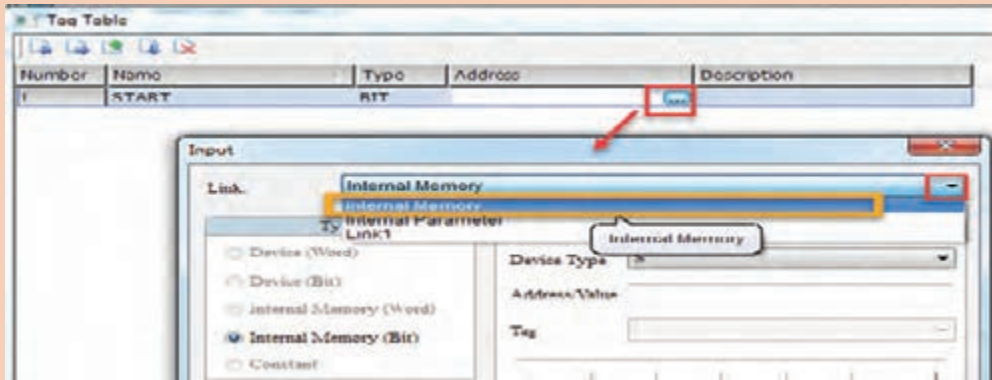 Tag Table
Number Name Type Address Description
1 START BIT ...
Input
Link. Internal Memory
Internal Memory
Internal Parameter
Link1
Internal Memory
Ty
Device (Word)
Device (Bit)
Internal Memory (Word)
Internal Memory (Bit)
Constant
Device Type
Address/Value
Tag